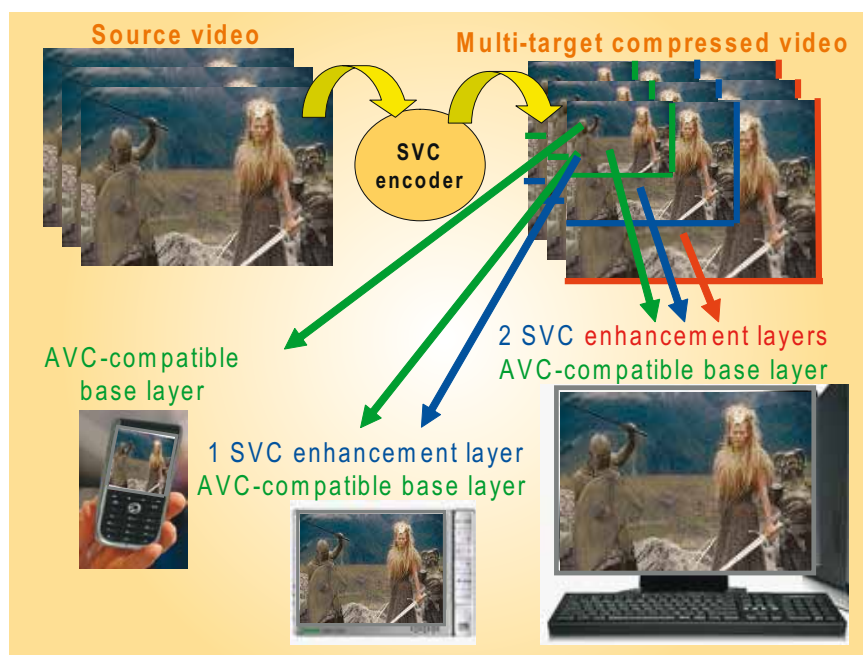 Source video
Multi-target compressed video
SVC
encoder
2 SVC enhancement layers
AVC-compatible base layer
AVC-compatible
base layer
1 SVC enhancement layer
AVC-compatible base layer